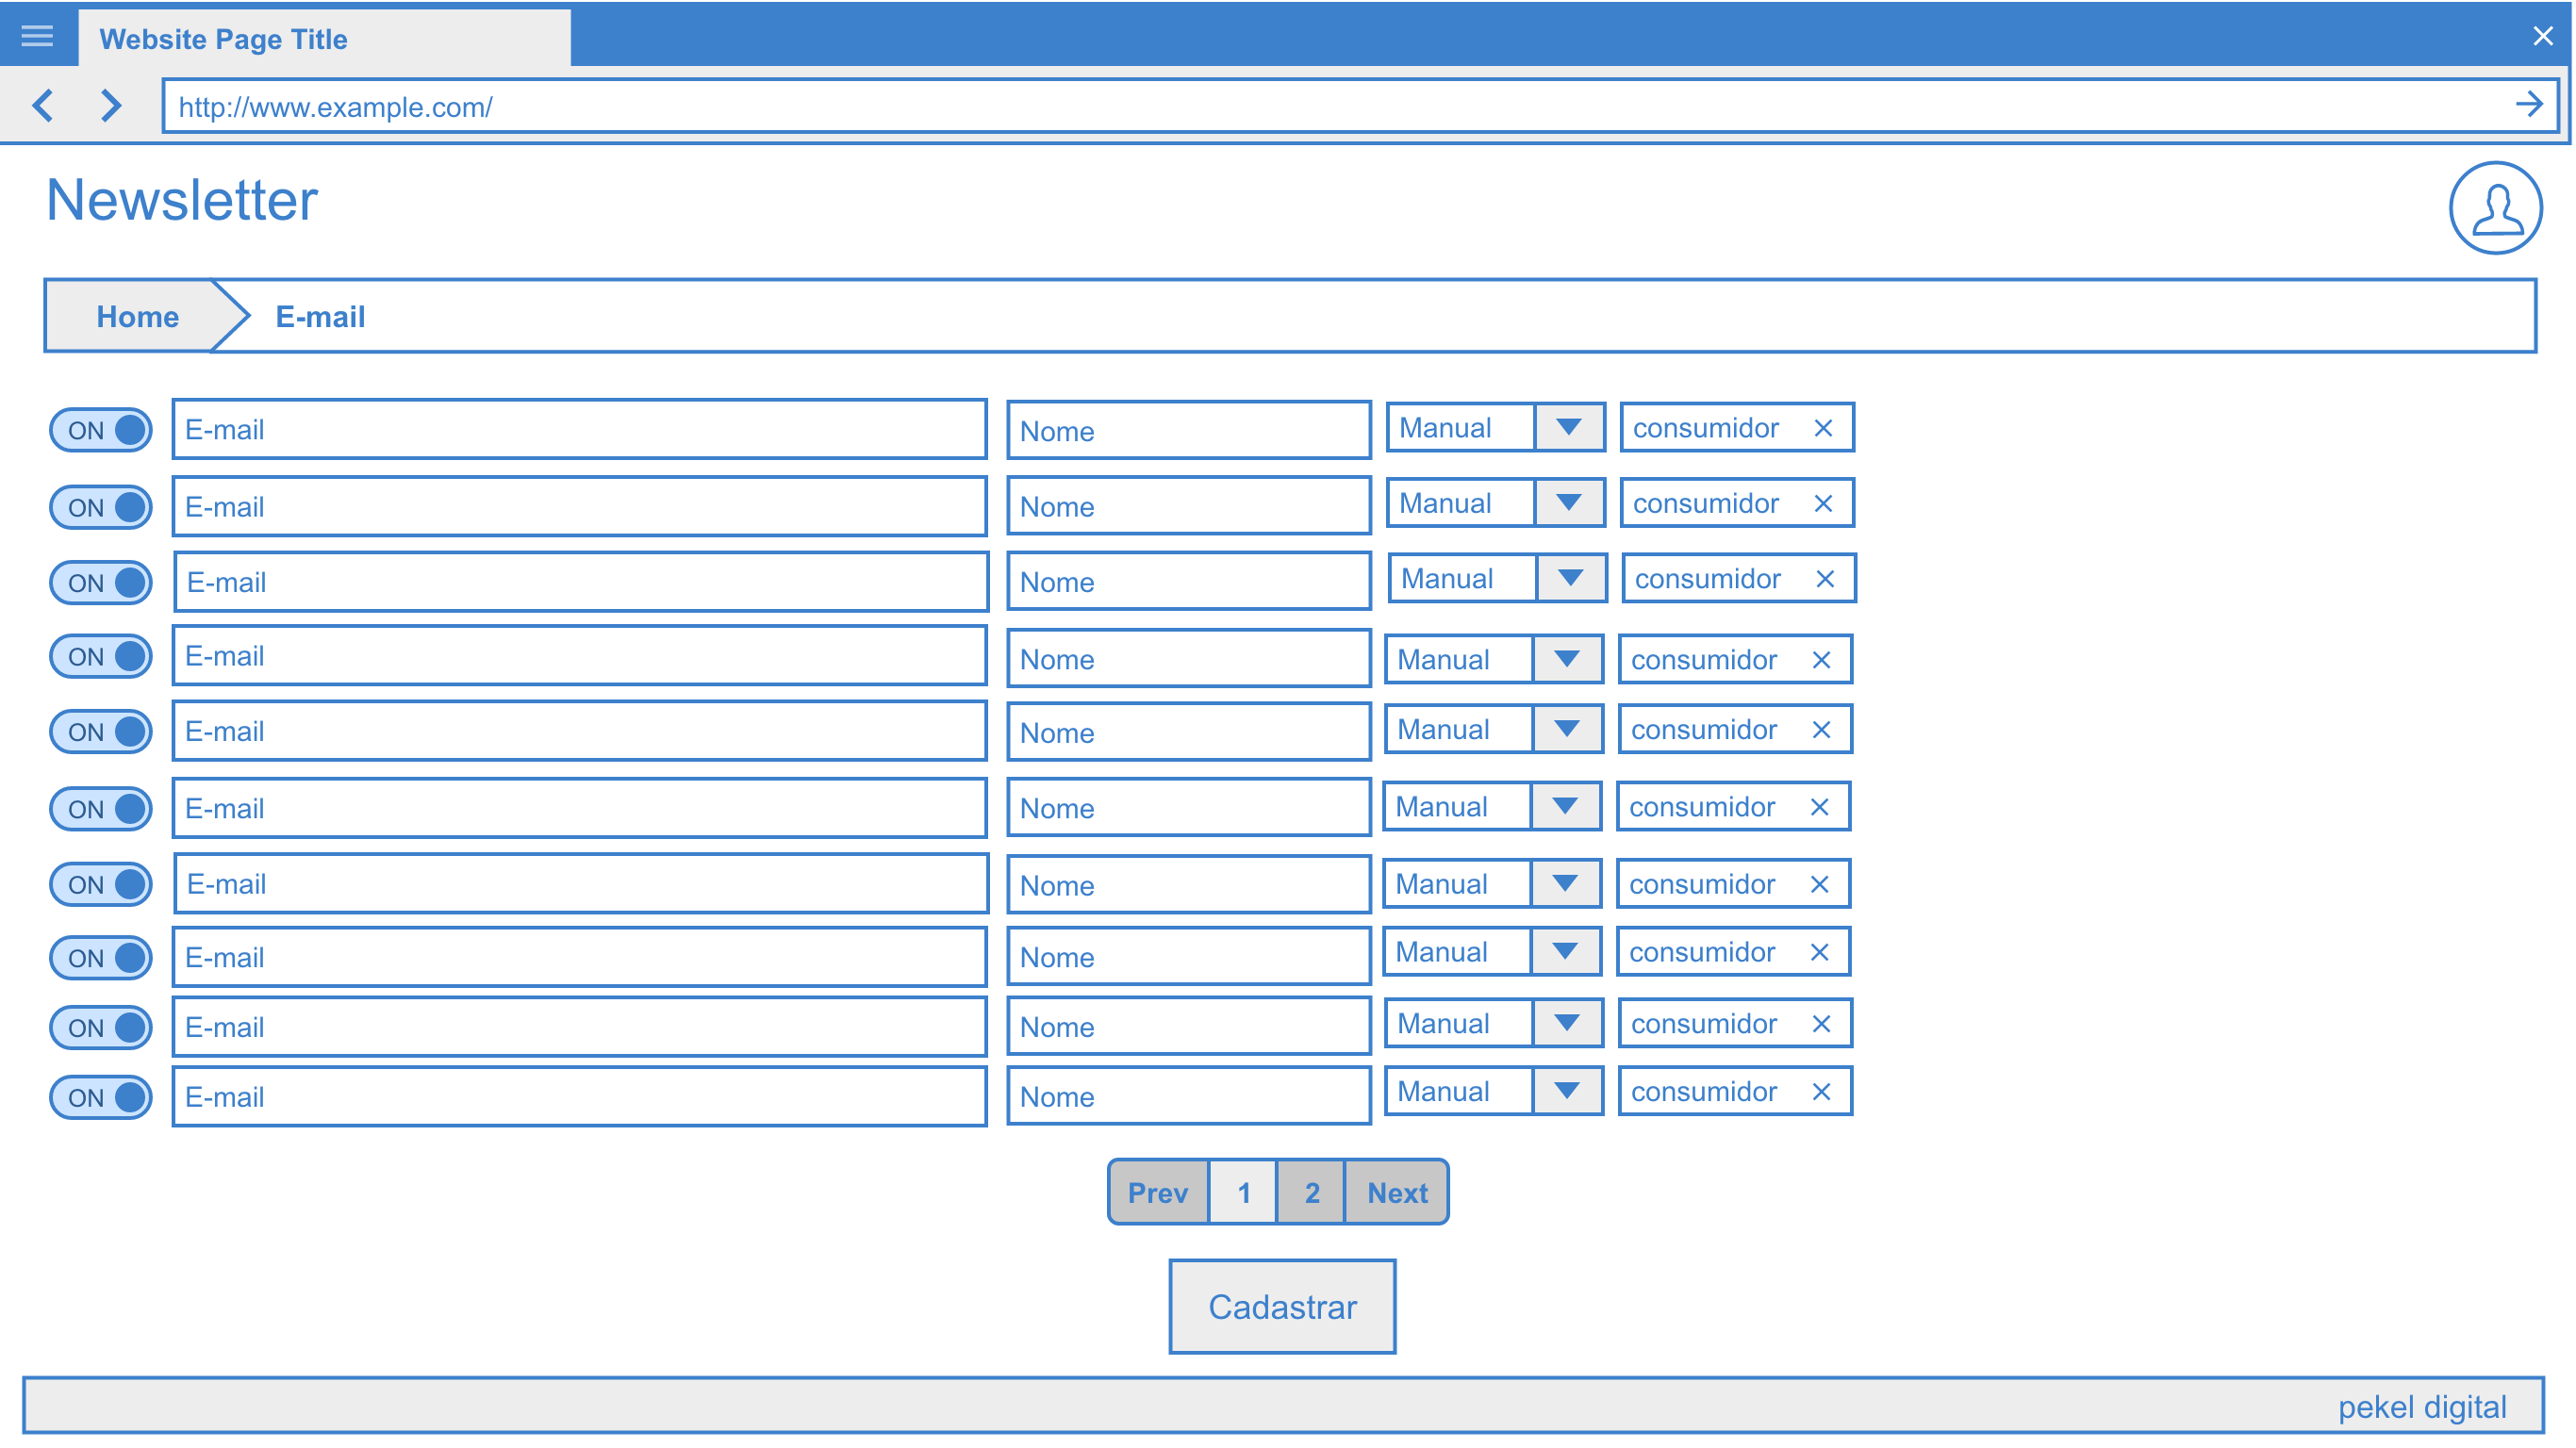 Website Page Title
http://www.example.com/
Newsletter
Home E-mail
ON E-mail Nome Manual consumidor
ON E-mail Nome Manual consumidor
ON E-mail Nome Manual consumidor
ON E-mail Nome Manual consumidor
ON E-mail Nome Manual consumidor
ON E-mail Nome Manual consumidor
ON E-mail Nome Manual consumidor
ON E-mail Nome Manual consumidor
ON E-mail Nome Manual consumidor
ON E-mail Nome Manual consumidor
Prev 1 2 Next
Cadastrar
pekel digital